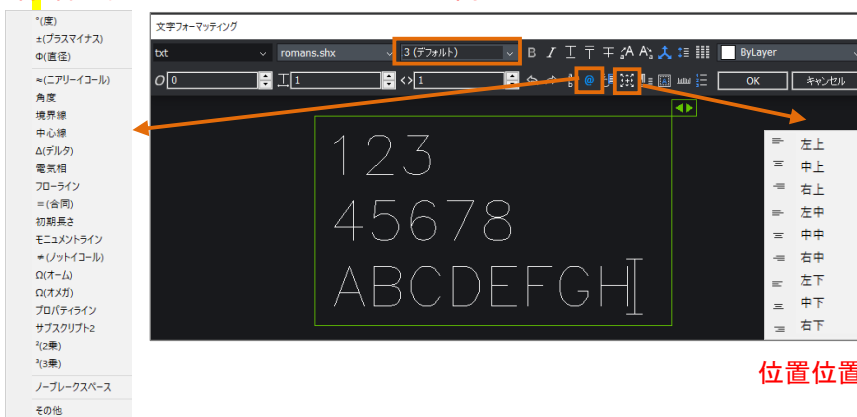 °(度)
±(プラスマイナス)
Φ(直径)
≈(ニアリーイコール)
角度
境界線
中心線
Δ(デルタ)
電気相
フローライン
=(合同)
初期長さ
モニュメントライン
≠(ノットイコール)
Ω(オーム)
Ω(オメガ)
プロパティライン
サブスクリプト2
²(2乗)
³(3乗)
ノーブレークスペース
その他
文字フォーマッティング
txt romans.shx 3 (デフォルト) B I ByLayer
0 1 1 @ OK キャンセル
123
45678
ABCDEFGH
左上
中上
右上
左中
中中
右中
左下
中下
右下
位置位置